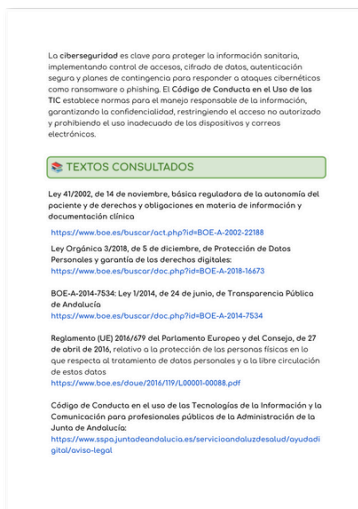 La ciberseguridad es clave para proteger la información sanitaria,
implementando control de accesos, cifrado de datos, autenticación
segura y planes de contingencia para responder a ataques cibernéticos
como ransomware o phishing. El Código de Conducta en el Uso de las
TIC establece normas para el manejo responsable de la información,
garantizando la confidencialidad, restringiendo el acceso no autorizado
y prohibiendo el uso inadecuado de los dispositivos y correos
electrónicos.
📚 TEXTOS CONSULTADOS
Ley 41/2002, de 14 de noviembre, básica reguladora de la autonomía del
paciente y de derechos y obligaciones en materia de información y
documentación clínica
https://www.boe.es/buscar/act.php?id=BOE-A-2002-22188
Ley Orgánica 3/2018, de 5 de diciembre, de Protección de Datos
Personales y garantía de los derechos digitales:
https://www.boe.es/buscar/doc.php?id=BOE-A-2018-16673
BOE-A-2014-7534: Ley 1/2014, de 24 de junio, de Transparencia Pública
de Andalucía
https://www.boe.es/buscar/doc.php?id=BOE-A-2014-7534
Reglamento (UE) 2016/679 del Parlamento Europeo y del Consejo, de 27
de abril de 2016, relativo a la protección de las personas físicas en lo
que respecta al tratamiento de datos personales y a la libre circulación
de estos datos
https://www.boe.es/doue/2016/119/L00001-00088.pdf
Código de Conducta en el uso de las Tecnologías de la Información y la
Comunicación para profesionales públicos de la Administración de la
Junta de Andalucía:
https://www.sspa.juntadeandalucia.es/servicioandaluzdesalud/ayudadi
gital/aviso-legal